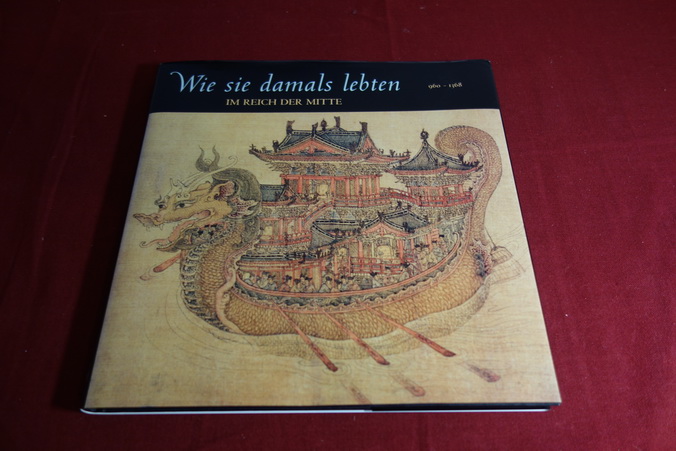 Wie sie damals lebten
960 – 1368
IM REICH DER MITTE